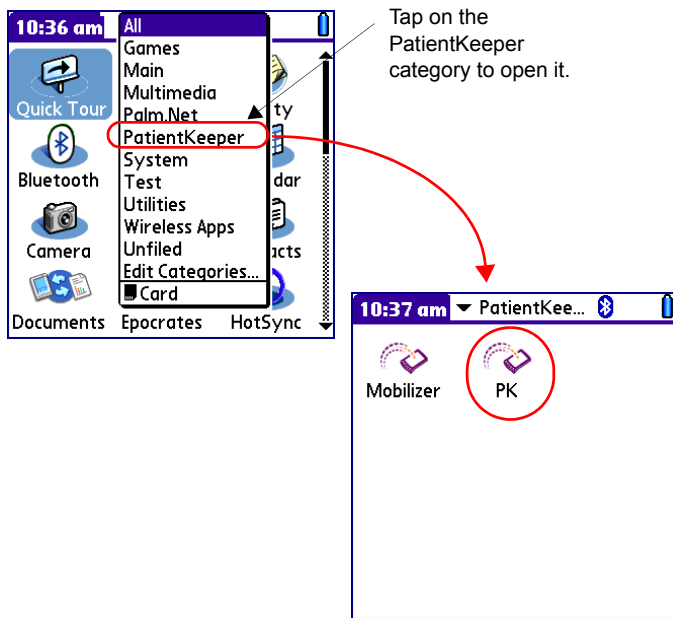 10:36 am
All
Games
Main
Multimedia
Palm.Net
PatientKeeper
System
Test
Utilities
Wireless Apps
Unfiled
Edit Categories...
Card
Quick Tour
ty
Bluetooth
dar
Camera
acts
Documents
Epocrates
HotSync
Tap on the
PatientKeeper
category to open it.
10:37 am
PatientKee...
Mobilizer
PK